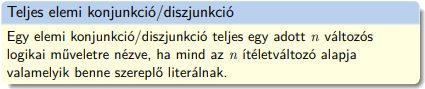 Teljes elemi konjunkció/diszjunkció
Egy elemi konjunkció/diszjunkció teljes egy adott n változós
logikai műveletre nézve, ha mind az n ítéletváltozó alapja
valamelyik benne szereplő literálnak.